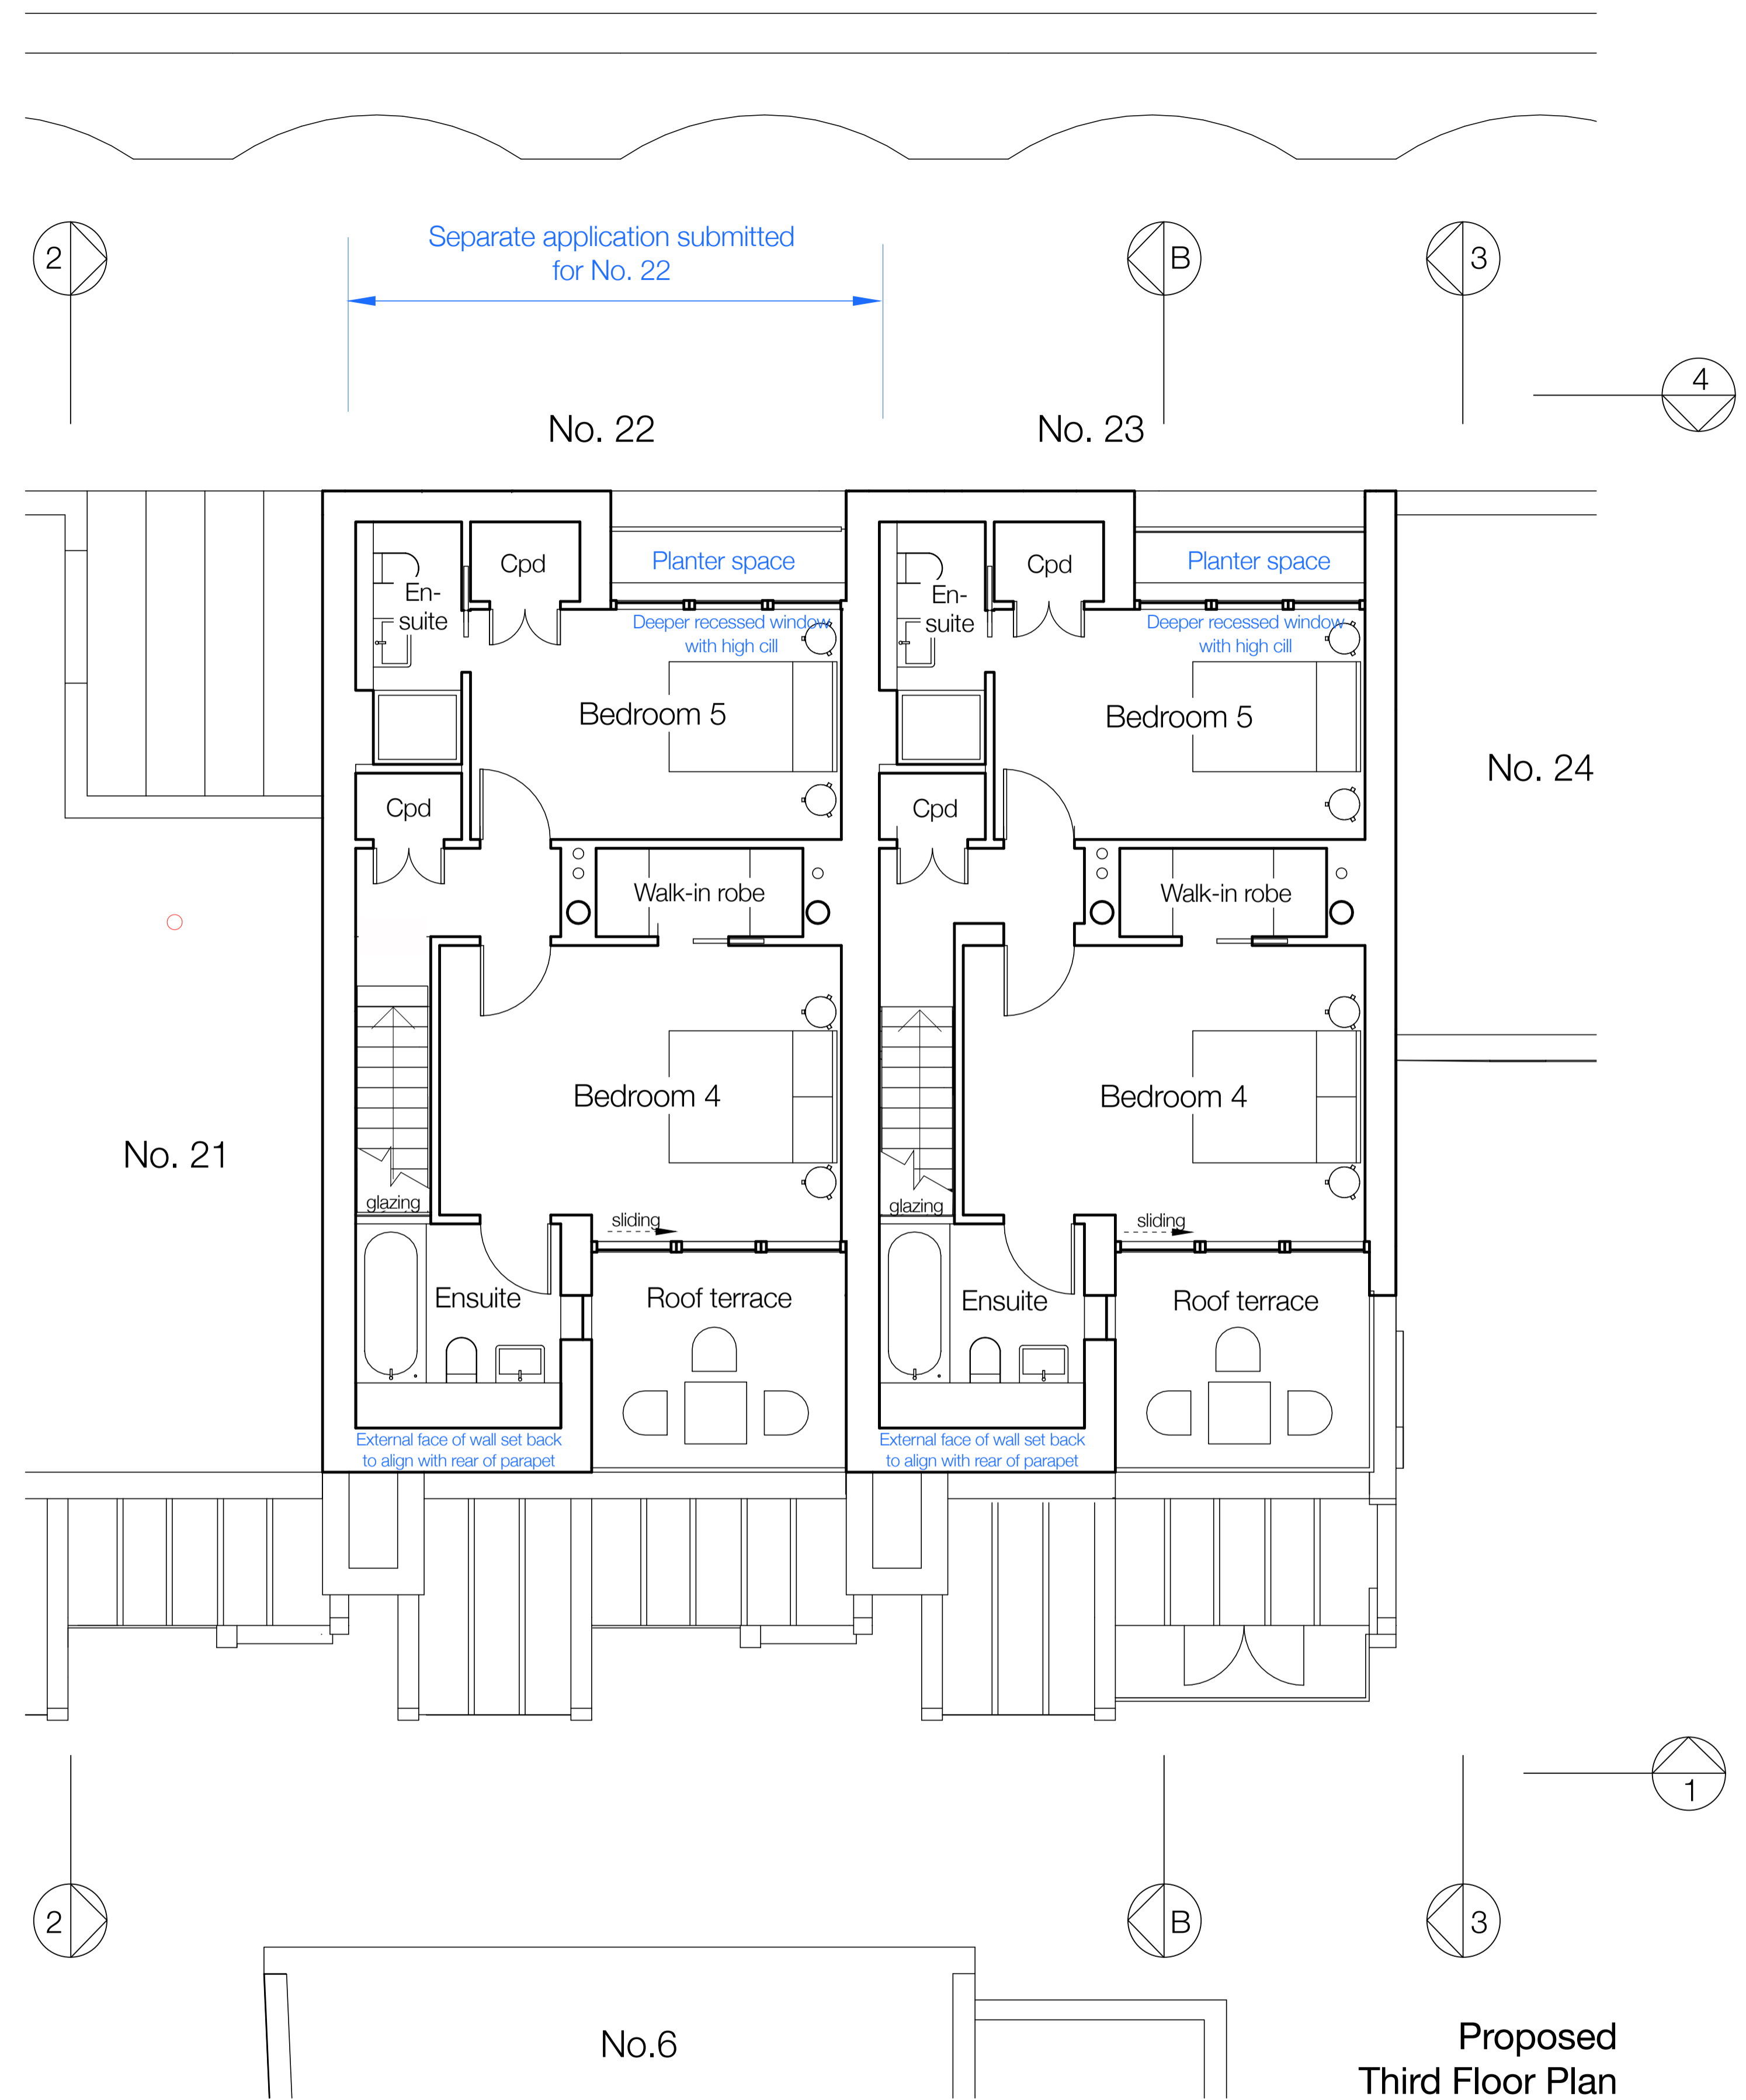 Separate application submitted
for No. 22
2
B
3
4
No. 22
No. 23
Cpd
Planter space
Cpd
Planter space
En-
suite
En-
suite
Deeper recessed window
with high cill
Deeper recessed window
with high cill
Bedroom 5
Bedroom 5
No. 24
Cpd
Cpd
Walk-in robe
Walk-in robe
Bedroom 4
Bedroom 4
No. 21
glazing
glazing
sliding
sliding
Ensuite
Roof terrace
Ensuite
Roof terrace
External face of wall set back
to align with rear of parapet
External face of wall set back
to align with rear of parapet
1
2
B
3
No.6
Proposed
Third Floor Plan